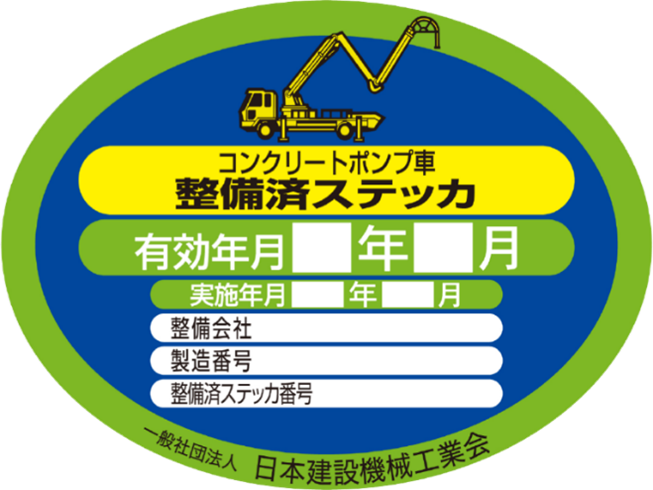 コンクリートポンプ車
整備済ステッカ
有効年月 年 月
実施年月 年 月
整備会社
製造番号
整備済ステッカ番号
一般社団法人 日本建設機械工業会